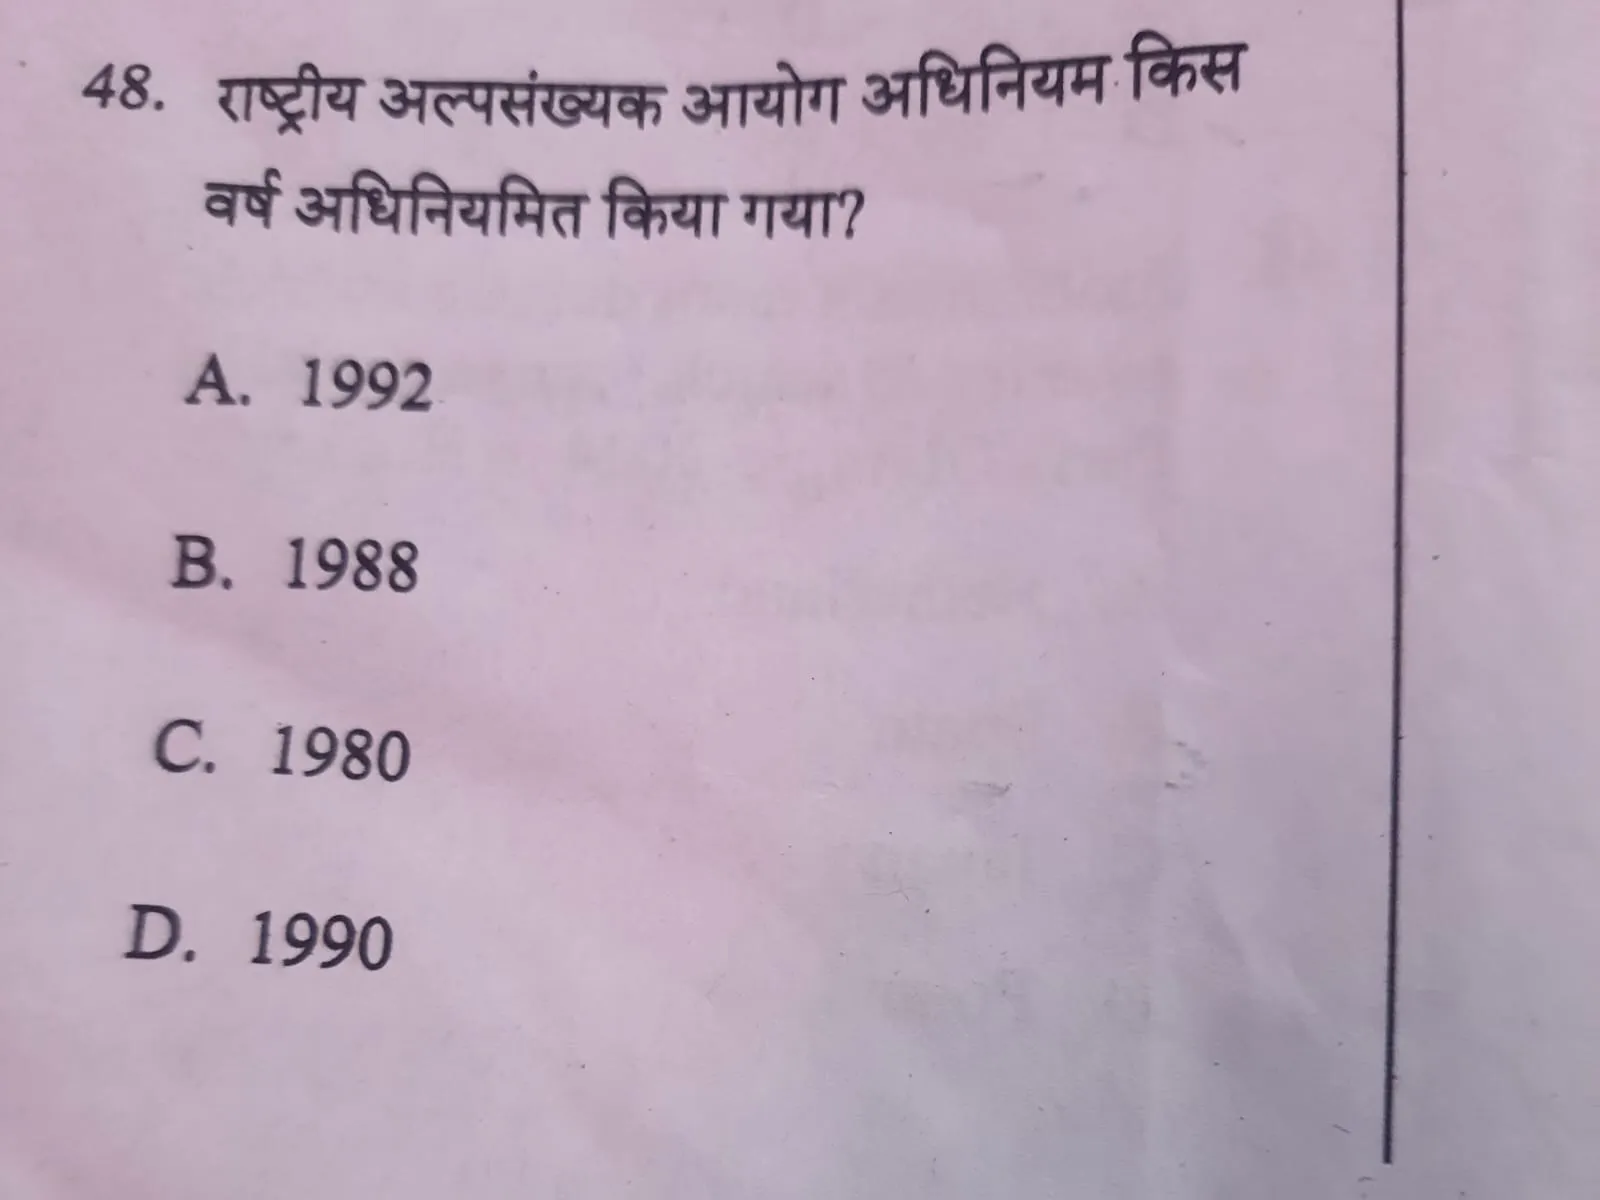 48. राष्ट्रीय अल्पसंख्यक आयोग अधिनियम किस
वर्ष अधिनियमित किया गया?
A. 1992
B. 1988
C. 1980
D. 1990